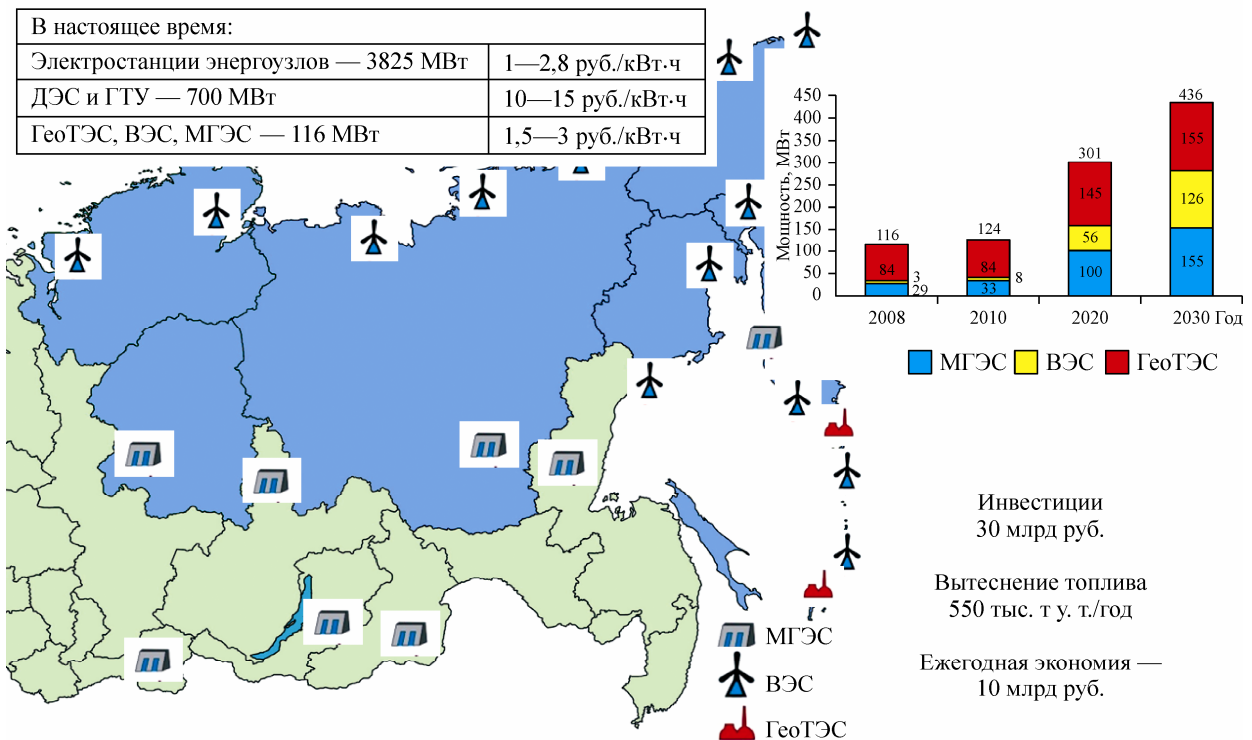 В настоящее время:
Электростанции энергоузлов — 3825 МВт 1—2,8 руб./кВт·ч
ДЭС и ГТУ — 700 МВт 10—15 руб./кВт·ч
ГеоТЭС, ВЭС, МГЭС — 116 МВт 1,5—3 руб./кВт·ч
Мощность, МВт
450
400
350
300
250
200
150
100
50
0
116
84
3
29
124
84
8
33
301
145
56
100
436
155
126
155
2008 2010 2020 2030 Год
МГЭС ВЭС ГеоТЭС
Инвестиции
30 млрд руб.
Вытеснение топлива
550 тыс. т у. т./год
Ежегодная экономия —
10 млрд руб.
МГЭС
ВЭС
ГеоТЭС